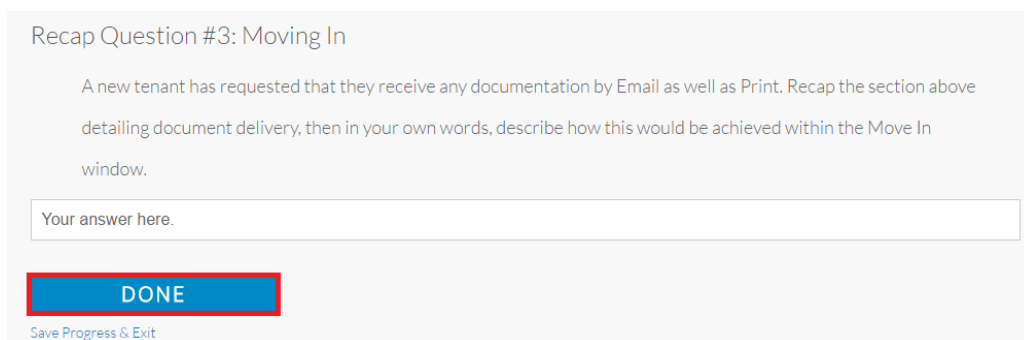 Recap Question #3: Moving In
A new tenant has requested that they receive any documentation by Email as well as Print. Recap the section above
detailing document delivery, then in your own words, describe how this would be achieved within the Move In
window.
Your answer here.
DONE
Save Progress & Exit